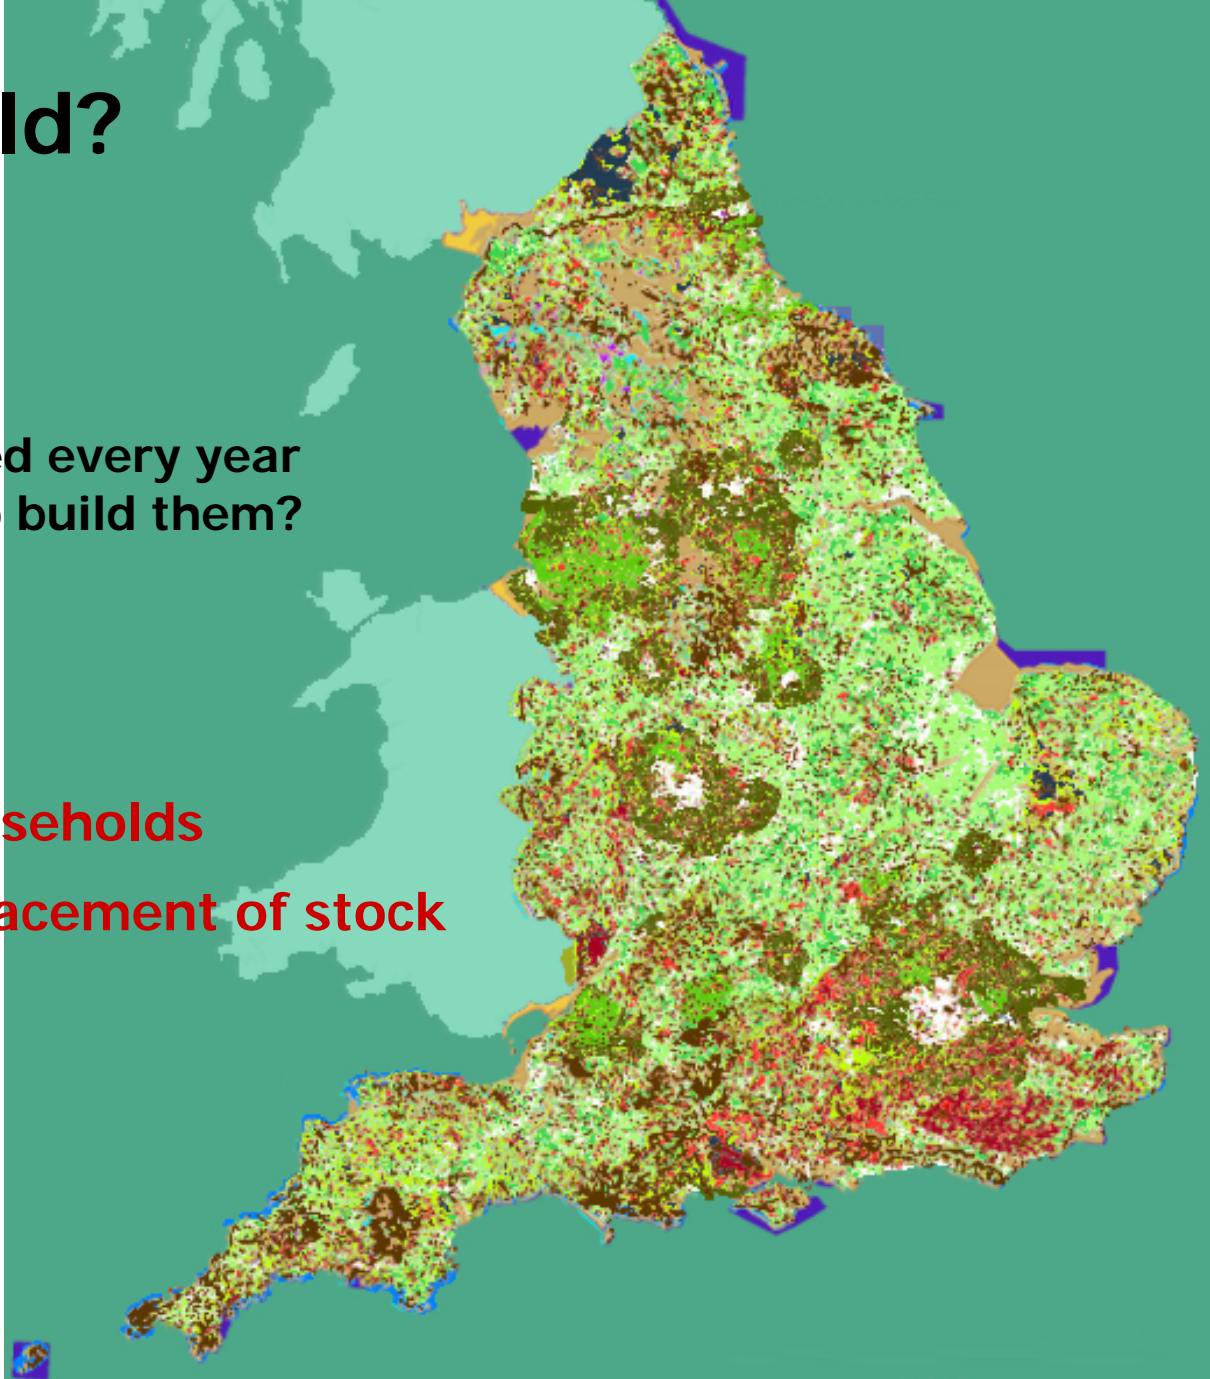 ld?
ed every year
o build them?
seholds
acement of stock